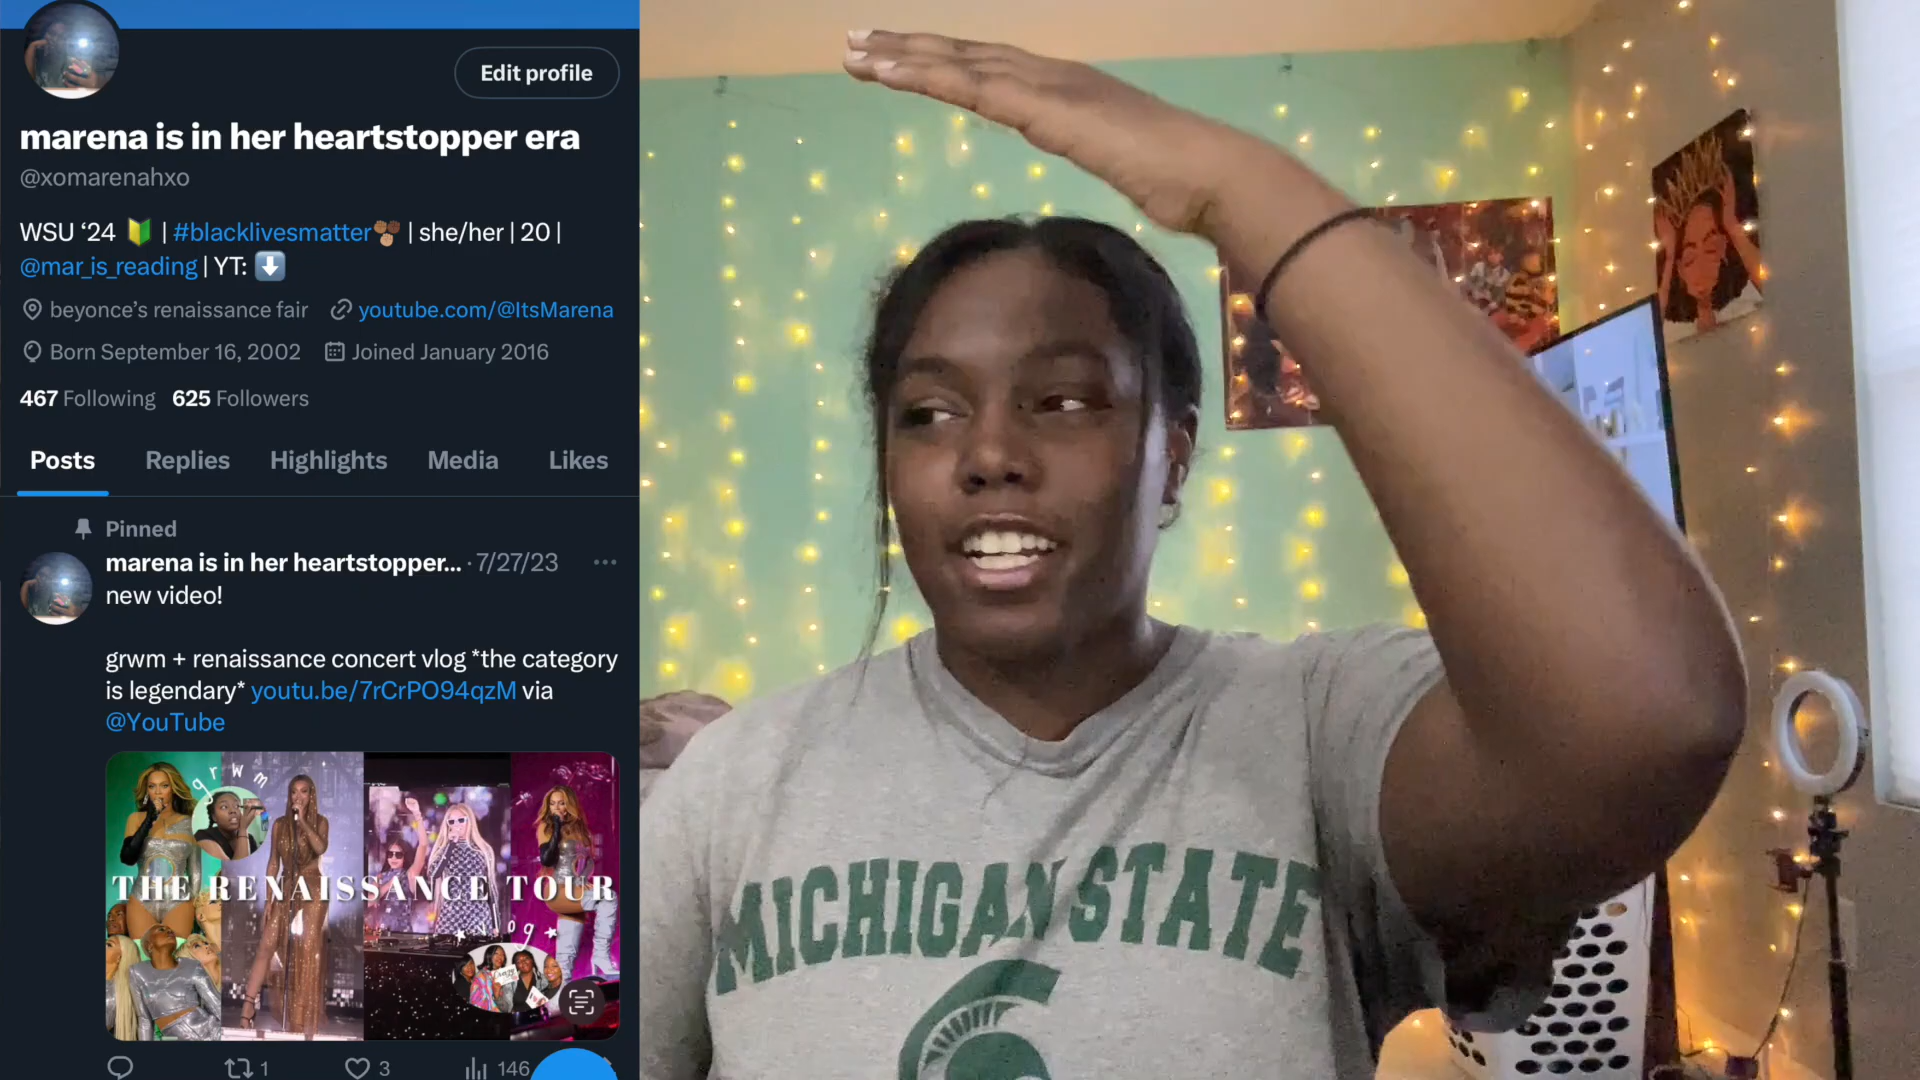 Edit profile
marena is in her heartstopper era
@xomarenahxo
WSU ‘24 🔰 | #blacklivesmatter✊🏾✊🏽✊🏿 | she/her | 20 |
@mar_is_reading | YT: ⬇️
beyonce’s renaissance fair youtube.com/@ItsMarena
Born September 16, 2002 Joined January 2016
467 Following 625 Followers
Posts Replies Highlights Media Likes
Pinned
marena is in her heartstopper... · 7/27/23 ...
new video!
grwm + renaissance concert vlog *the category
is legendary* youtu.be/7rCrPO94qzM via
@YouTube
grwm
THE RENAISSANCE TOUR
vlog
1 3 146
MICHIGAN STATE